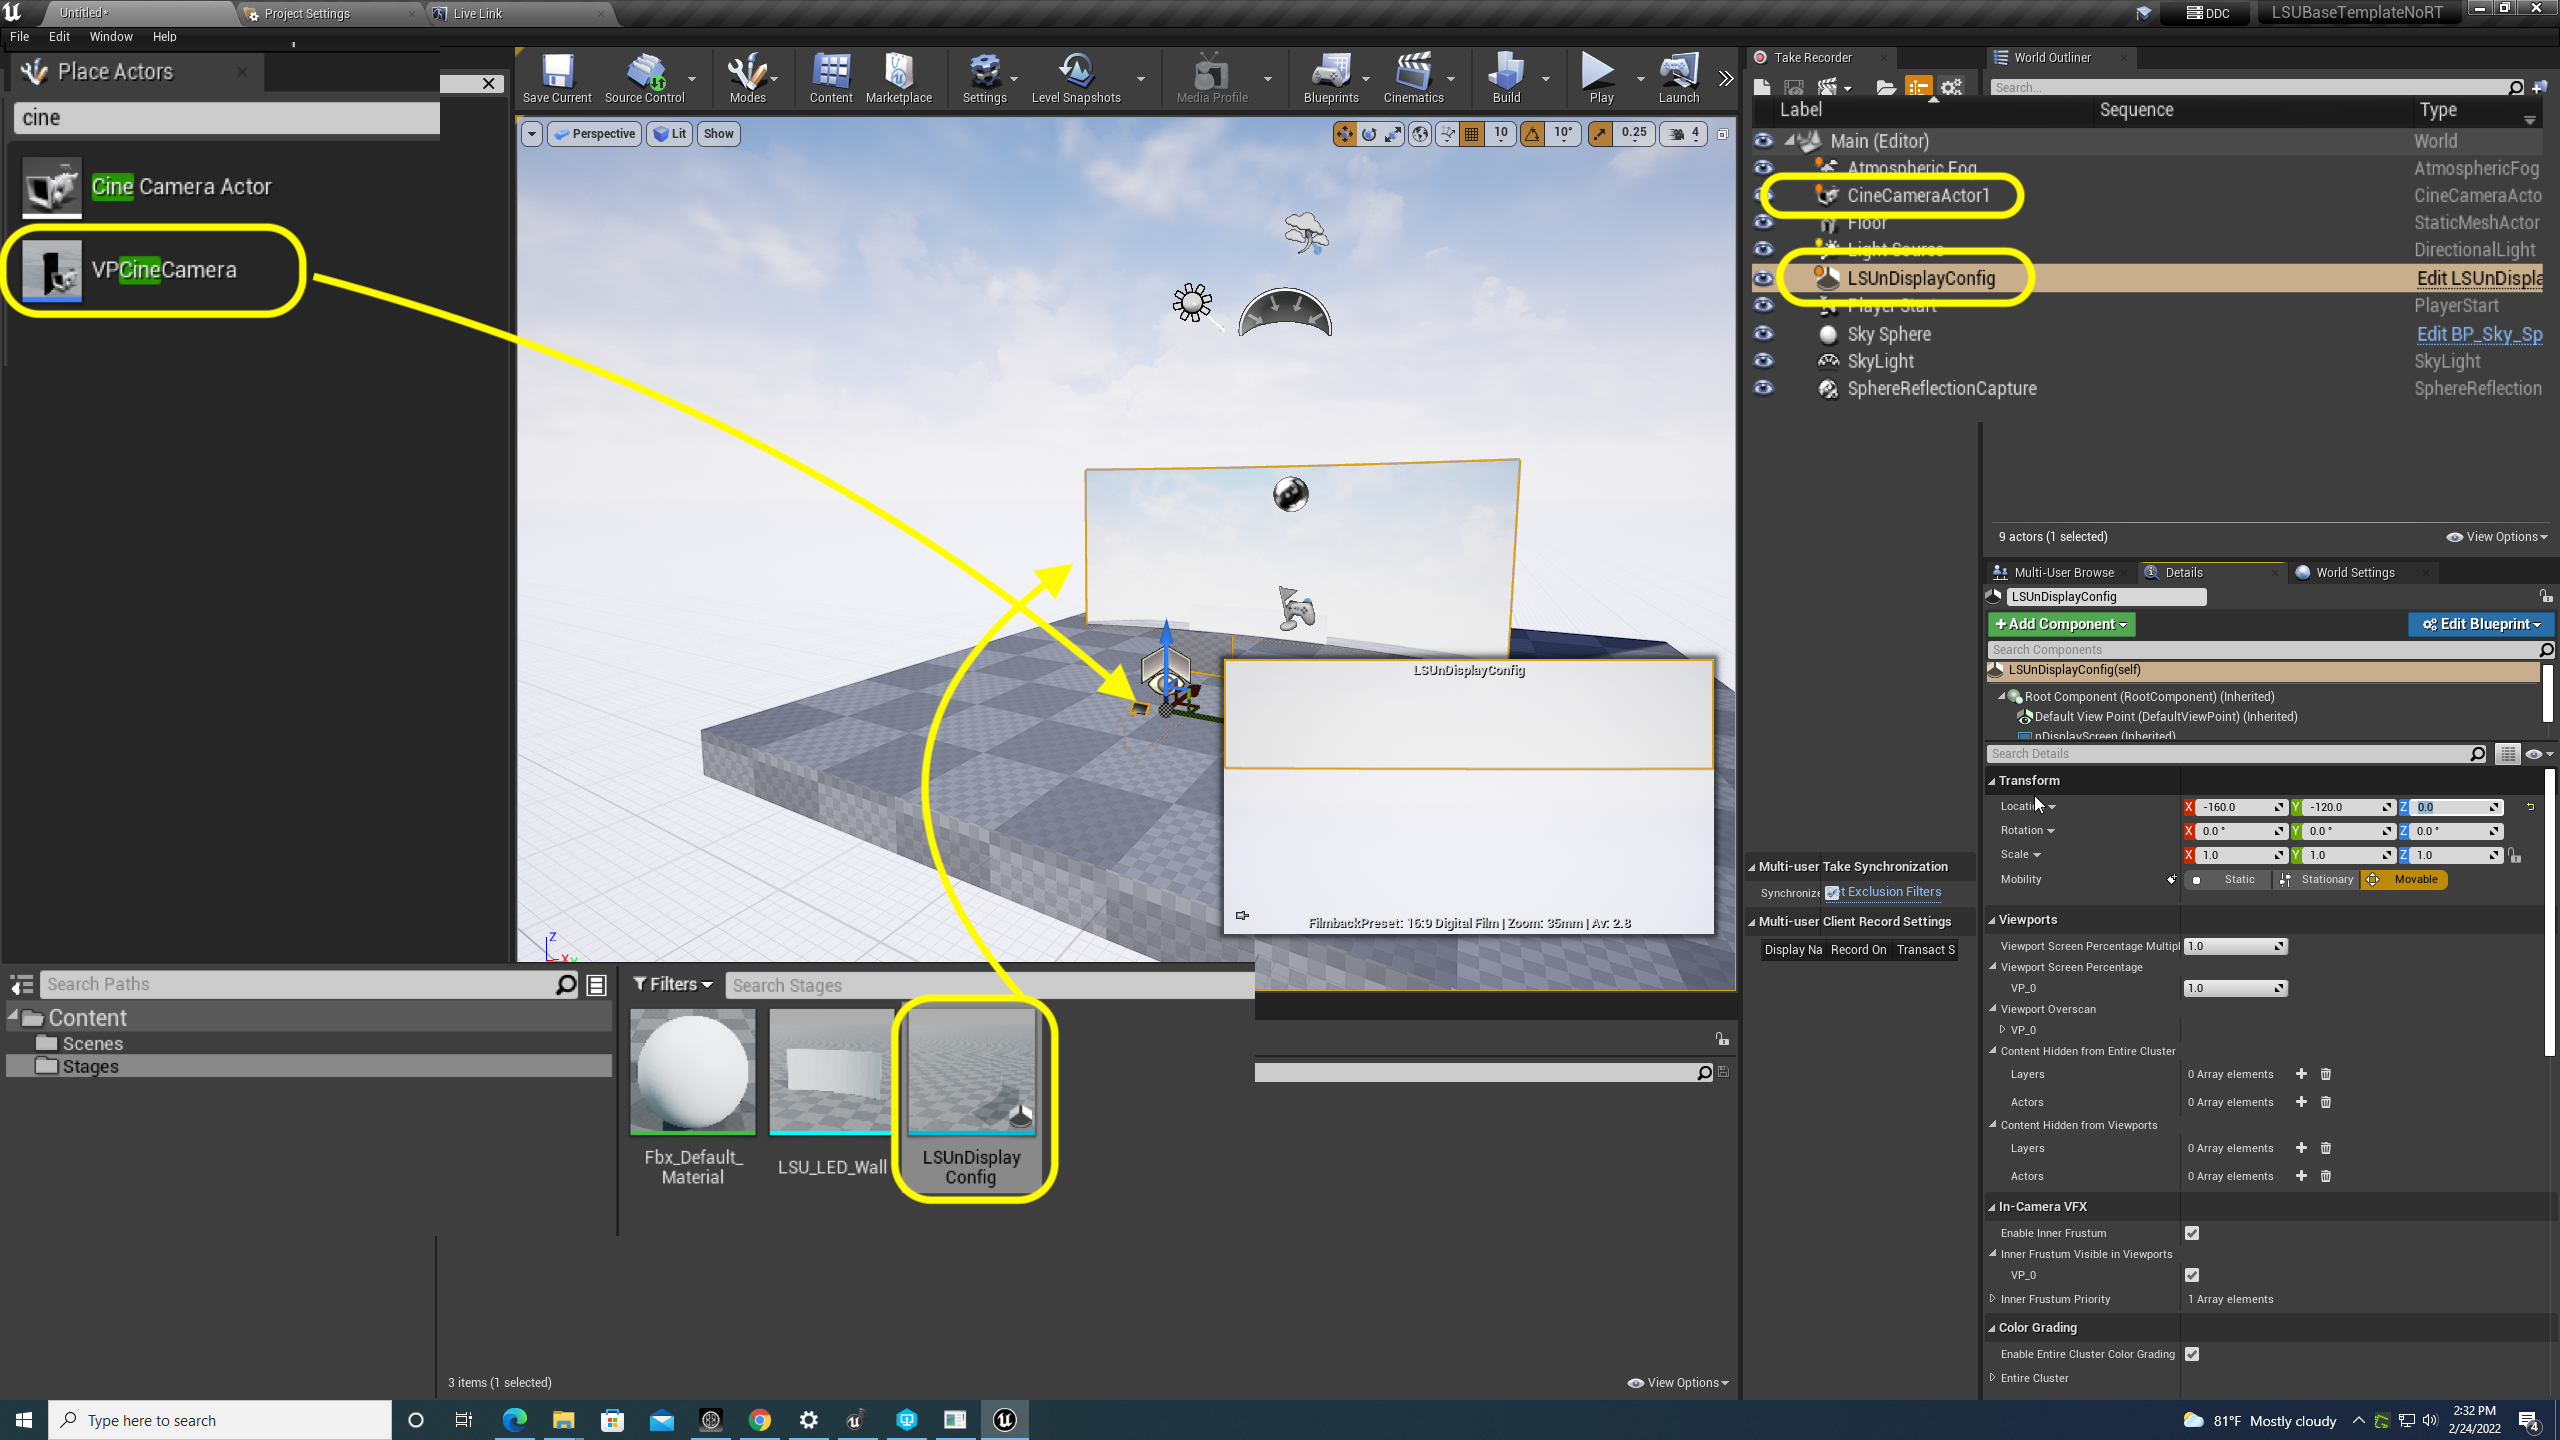 Untitled*
Project Settings
Live Link
DDC
LSUBaseTemplateNoRT
File Edit Window Help
Place Actors
cine
Cine Camera Actor
VPCineCamera
Save Current
Source Control
Modes
Content
Marketplace
Settings
Level Snapshots
Media Profile
Blueprints
Cinematics
Build
Play
Launch
Perspective
Lit
Show
10
10°
0.25
4
LSUnDisplayConfig
FilmbackPreset: 16:9 Digital Film | Zoom: 35mm | Av: 2.8
Z
X
Y
Take Recorder
World Outliner
Search...
Label Sequence Type
Main (Editor) World
Atmospheric Fog AtmosphericFog
CineCameraActor1 CineCameraActo
Floor StaticMeshActor
Light Source DirectionalLight
LSUnDisplayConfig Edit LSUnDispla
Player Start PlayerStart
Sky Sphere Edit BP_Sky_Sp
SkyLight SkyLight
SphereReflectionCapture SphereReflection
9 actors (1 selected)
View Options
Multi-User Browse
Details
World Settings
LSUnDisplayConfig
+Add Component
Edit Blueprint
Search Components
LSUnDisplayConfig(self)
Root Component (RootComponent) (Inherited)
Default View Point (DefaultViewPoint) (Inherited)
nDisplayScreen (Inherited)
Search Details
Transform
Locati X -160.0 Y -120.0 Z 0.0
Rotation X 0.0 ° Y 0.0 ° Z 0.0 °
Scale X 1.0 Y 1.0 Z 1.0
Mobility Static Stationary Movable
Viewports
Viewport Screen Percentage Multipl 1.0
Viewport Screen Percentage
VP_0 1.0
Viewport Overscan
VP_0
Content Hidden from Entire Cluster
Layers 0 Array elements
Actors 0 Array elements
Content Hidden from Viewports
Layers 0 Array elements
Actors 0 Array elements
In-Camera VFX
Enable Inner Frustum
Inner Frustum Visible in Viewports
VP_0
Inner Frustum Priority 1 Array elements
Color Grading
Enable Entire Cluster Color Grading
Entire Cluster
Multi-user Take Synchronization
Synchronize t Exclusion Filters
Multi-user Client Record Settings
Display Na Record On Transact S
Search Paths
Content
Scenes
Stages
Filters
Search Stages
Fbx_Default_
Material
LSU_LED_Wall
LSUnDisplay
Config
3 items (1 selected)
View Options
Type here to search
81°F Mostly cloudy
2:32 PM
2/24/2022
4